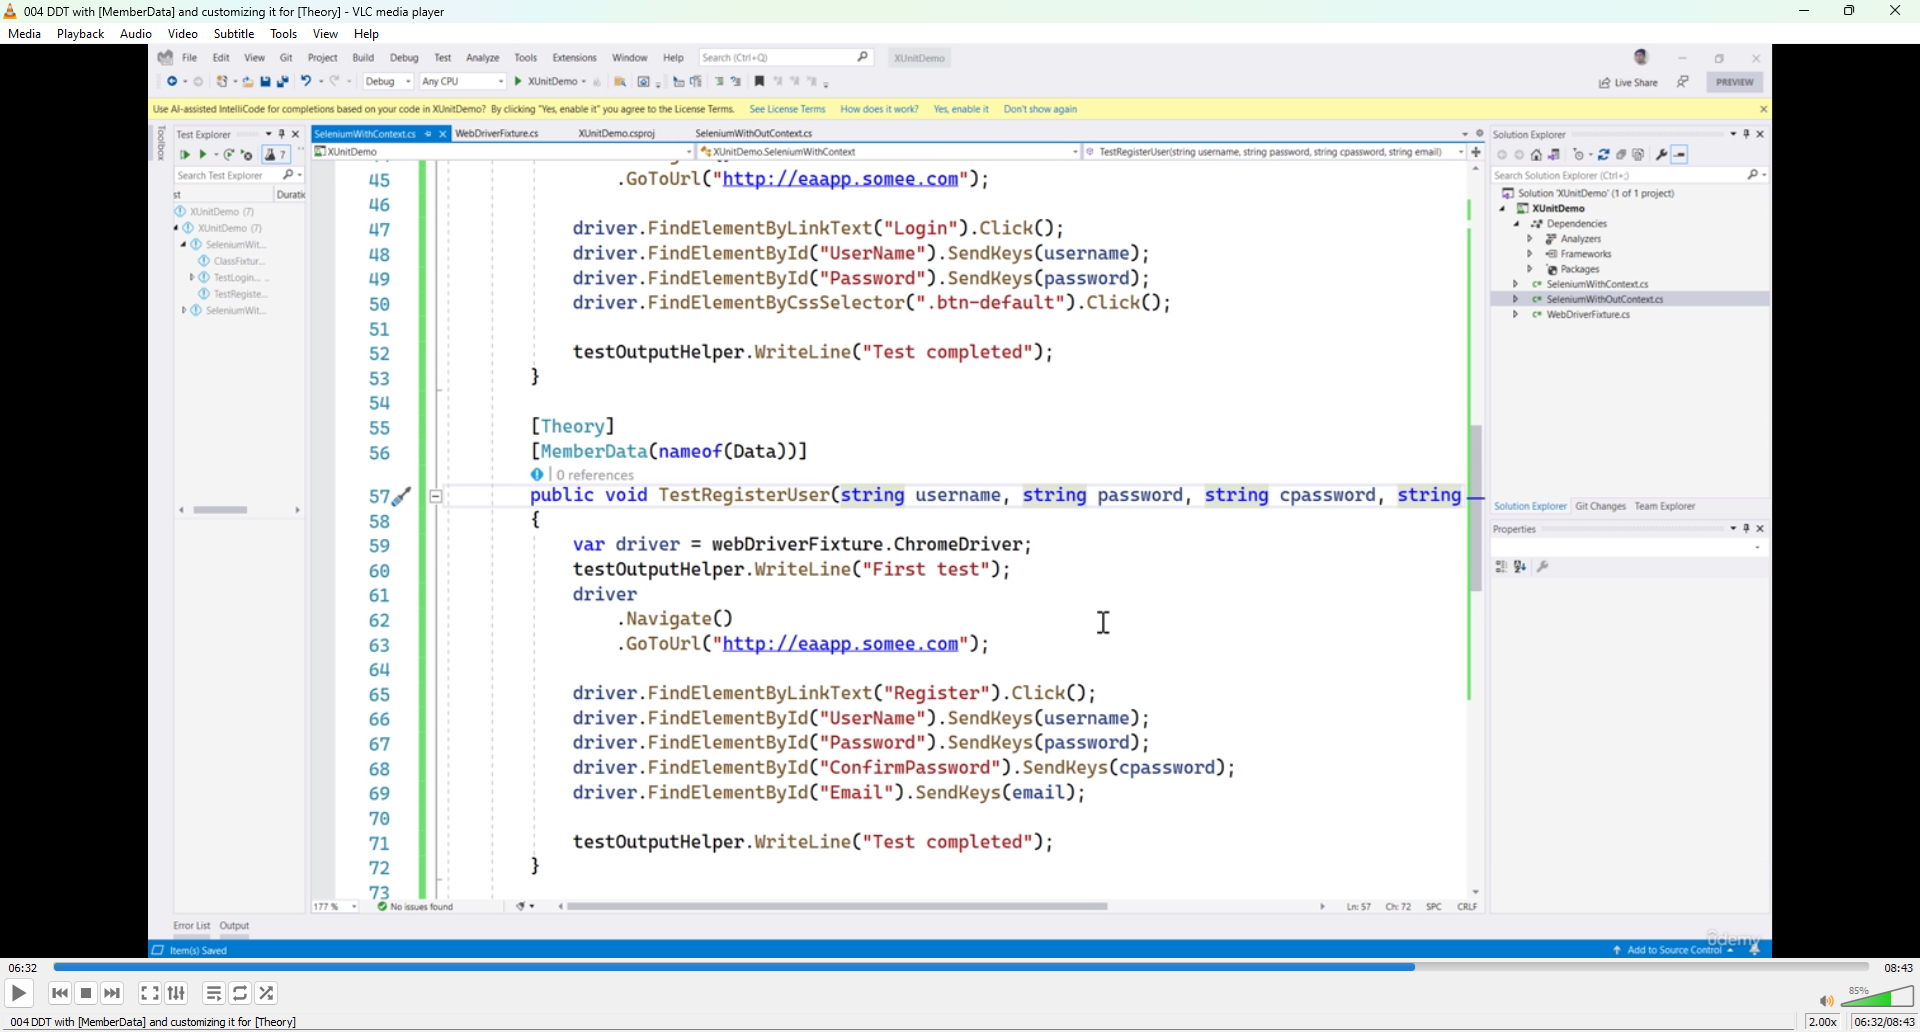 004 DDT with [MemberData] and customizing it for [Theory] - VLC media player
Media Playback Audio Video Subtitle Tools View Help
File Edit View Git Project Build Debug Test Analyze Tools Extensions Window Help Search (Ctrl+Q) XUnitDemo
Debug Any CPU XUnitDemo Live Share PREVIEW
Use AI-assisted IntelliCode for completions based on your code in XUnitDemo? By clicking "Yes, enable it" you agree to the License Terms. See License Terms How does it work? Yes, enable it Don't show again
Toolbox
Test Explorer
Search Test Explorer
st Duratic
XUnitDemo (7)
XUnitDemo (7)
SeleniumWit...
ClassFixtur...
TestLogin... ..
TestRegiste...
SeleniumWit...
SeleniumWithContext.cs WebDriverFixture.cs XUnitDemo.csproj SeleniumWithOutContext.cs
XUnitDemo XUnitDemo.SeleniumWithContext TestRegisterUser(string username, string password, string cpassword, string email)
45 .GoToUrl("http://eaapp.somee.com");
46
47 driver.FindElementByLinkText("Login").Click();
48 driver.FindElementById("UserName").SendKeys(username);
49 driver.FindElementById("Password").SendKeys(password);
50 driver.FindElementByCssSelector(".btn-default").Click();
51
52 testOutputHelper.WriteLine("Test completed");
53 }
54
55 [Theory]
56 [MemberData(nameof(Data))]
0 references
57 public void TestRegisterUser(string username, string password, string cpassword, string
58 {
59 var driver = webDriverFixture.ChromeDriver;
60 testOutputHelper.WriteLine("First test");
61 driver
62 .Navigate()
63 .GoToUrl("http://eaapp.somee.com");
64
65 driver.FindElementByLinkText("Register").Click();
66 driver.FindElementById("UserName").SendKeys(username);
67 driver.FindElementById("Password").SendKeys(password);
68 driver.FindElementById("ConfirmPassword").SendKeys(cpassword);
69 driver.FindElementById("Email").SendKeys(email);
70
71 testOutputHelper.WriteLine("Test completed");
72 }
73
177 % No issues found Ln: 57 Ch: 72 SPC CRLF
Solution Explorer
Search Solution Explorer (Ctrl+;)
Solution 'XUnitDemo' (1 of 1 project)
XUnitDemo
Dependencies
Analyzers
Frameworks
Packages
SeleniumWithContext.cs
SeleniumWithOutContext.cs
WebDriverFixture.cs
Solution Explorer Git Changes Team Explorer
Properties
Error List Output
udemy
Item(s) Saved Add to Source Control
06:32 08:43
85%
004 DDT with [MemberData] and customizing it for [Theory] 2.00x 06:32/08:43